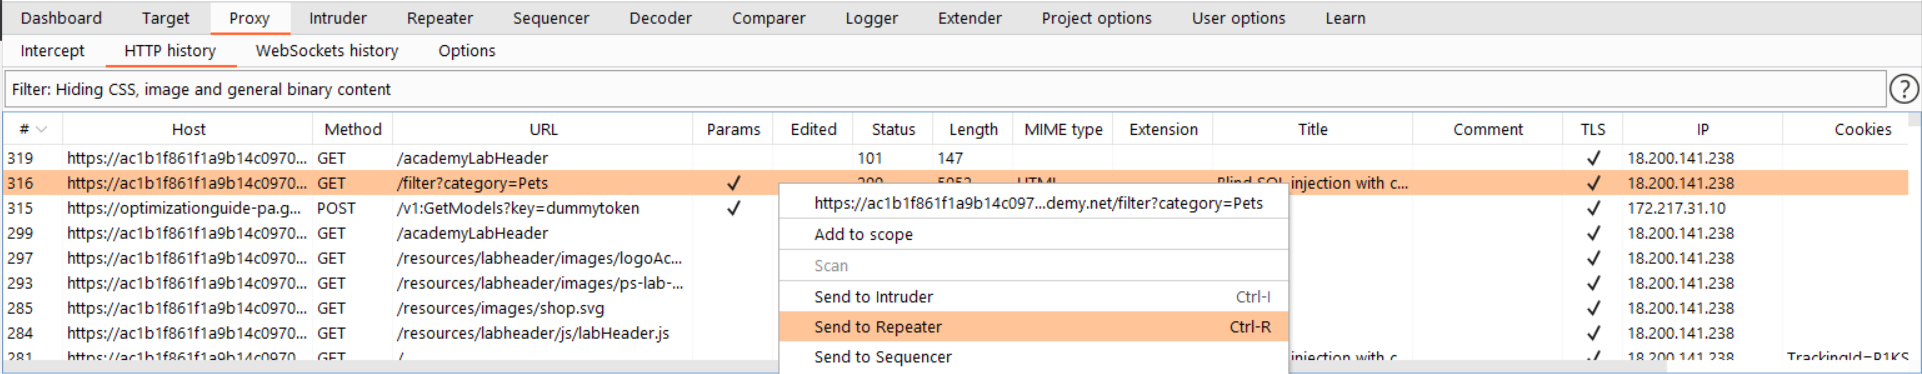 Dashboard Target Proxy Intruder Repeater Sequencer Decoder Comparer Logger Extender Project options User options Learn
Intercept HTTP history WebSockets history Options
Filter: Hiding CSS, image and general binary content ?
# Host Method URL Params Edited Status Length MIME type Extension Title Comment TLS IP Cookies
319 https://ac1b1f861f1a9b14c0970... GET /academyLabHeader 101 147 ✓ 18.200.141.238
316 https://ac1b1f861f1a9b14c0970... GET /filter?category=Pets ✓ 200 5052 HTML Blind SQL injection with c... ✓ 18.200.141.238
315 https://optimizationguide-pa.g... POST /v1:GetModels?key=dummytoken ✓ https://ac1b1f861f1a9b14c097...demy.net/filter?category=Pets ✓ 172.217.31.10
299 https://ac1b1f861f1a9b14c0970... GET /academyLabHeader Add to scope ✓ 18.200.141.238
297 https://ac1b1f861f1a9b14c0970... GET /resources/labheader/images/logoAc... Scan ✓ 18.200.141.238
293 https://ac1b1f861f1a9b14c0970... GET /resources/labheader/images/ps-lab-... ✓ 18.200.141.238
285 https://ac1b1f861f1a9b14c0970... GET /resources/images/shop.svg Send to Intruder Ctrl-I ✓ 18.200.141.238
284 https://ac1b1f861f1a9b14c0970... GET /resources/labheader/js/labHeader.js Send to Repeater Ctrl-R ✓ 18.200.141.238
281 https://ac1b1f861f1a9b14c0970... GET / Send to Sequencer injection with c... ✓ 18.200.141.238